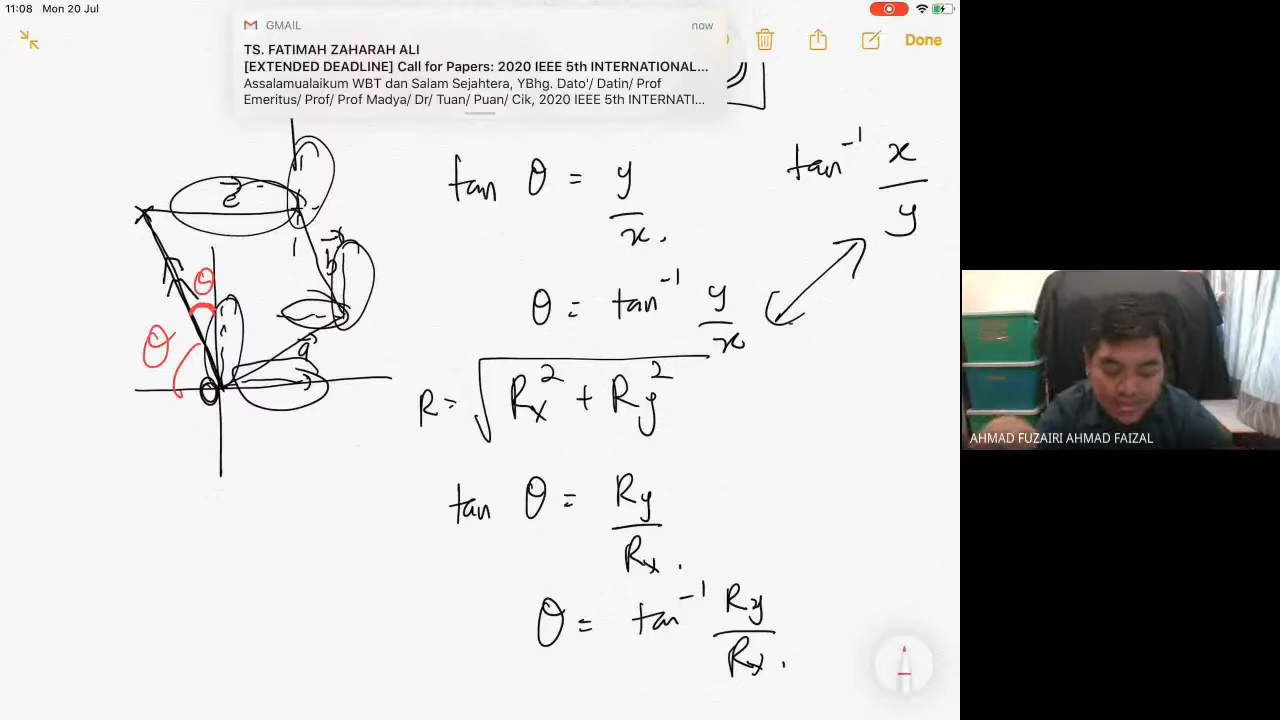 11:08 Mon 20 Jul
GMAIL
now
TS. FATIMAH ZAHARAH ALI
[EXTENDED DEADLINE] Call for Papers: 2020 IEEE 5th INTERNATIONAL...
Assalamualaikum WBT dan Salam Sejahtera, YBhg. Dato'/ Datin/ Prof
Emeritus/ Prof/ Prof Madya/ Dr/ Tuan/ Puan/ Cik, 2020 IEEE 5th INTERNATI...
Done
tan θ = y/x.
tan⁻¹ x/y
θ = tan⁻¹ y/x
R = √(Rx² + Ry²)
tan θ = Ry/Rx.
θ = tan⁻¹ Ry/Rx.
b
θ
θ
a
O
AHMAD FUZAIRI AHMAD FAIZAL